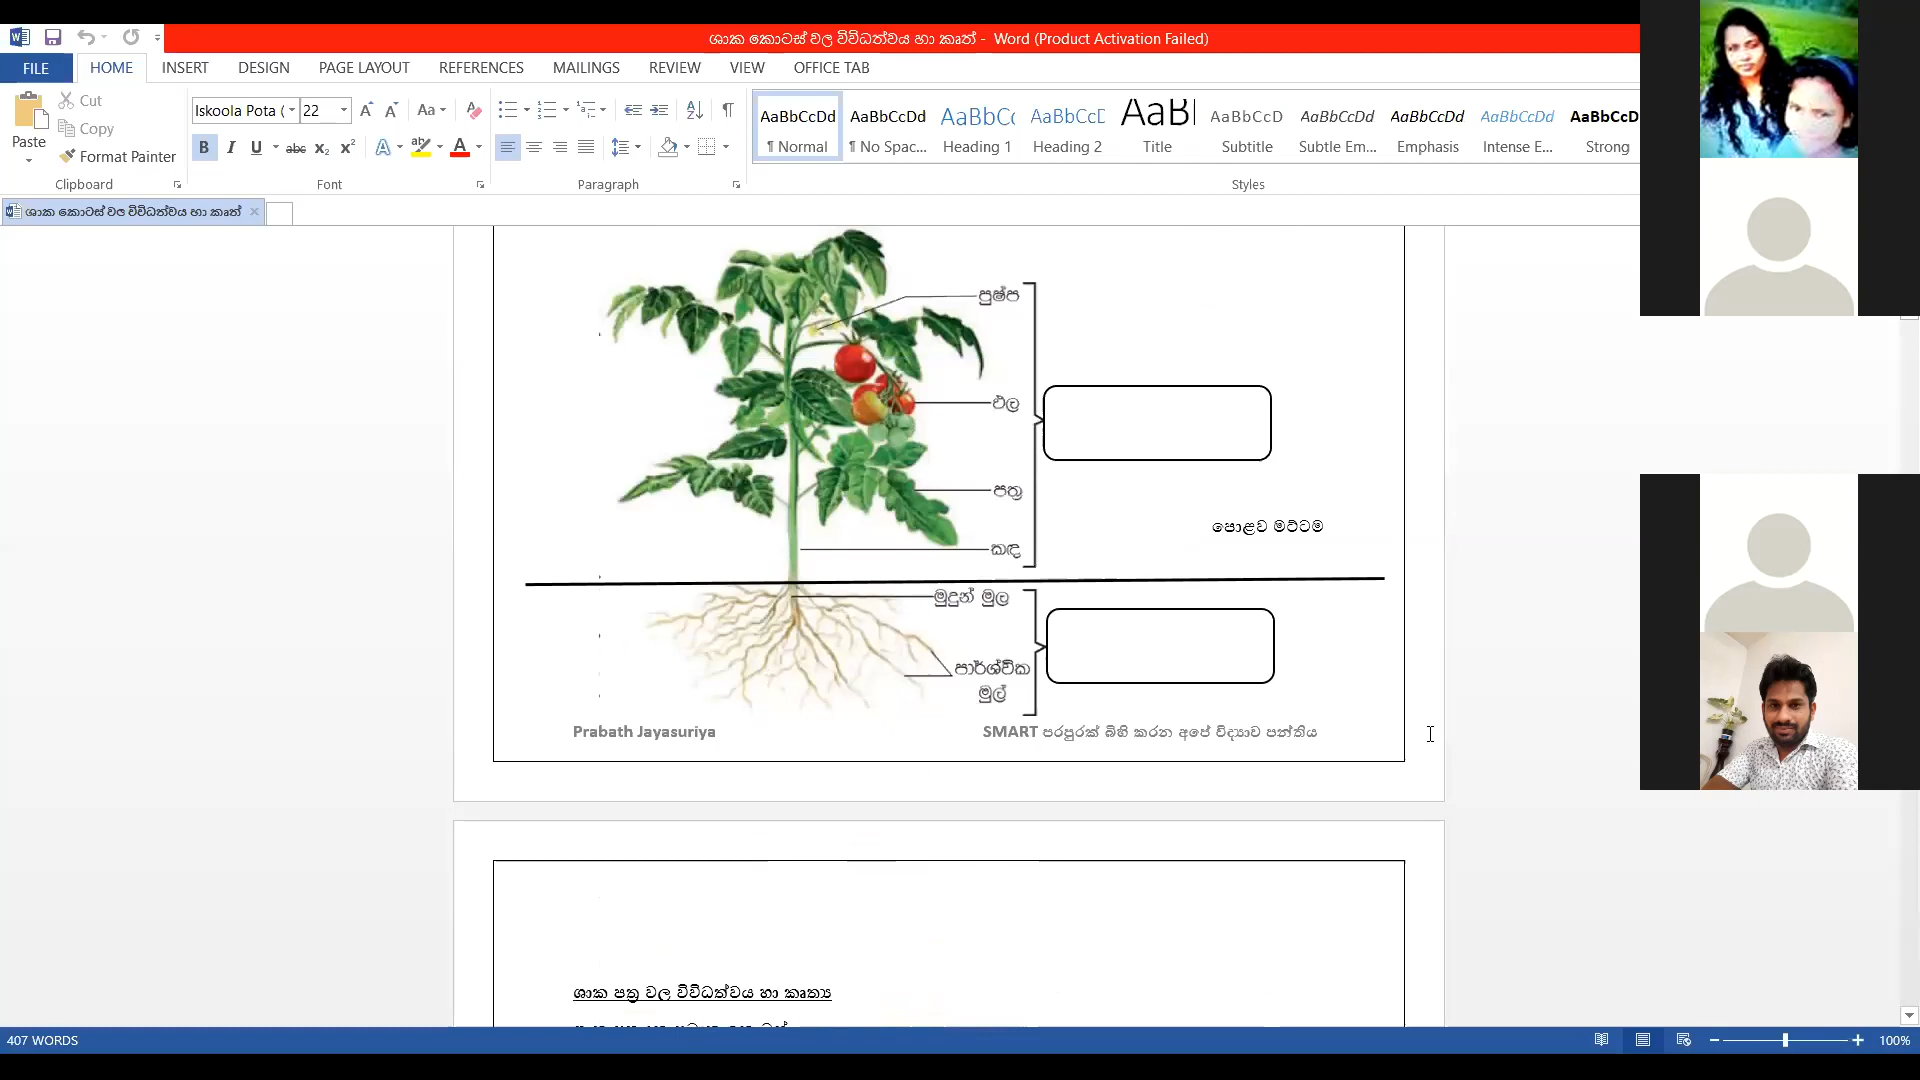 ශාක කොටස් වල විවිධත්වය හා කෘත් - Word (Product Activation Failed)
FILE HOME INSERT DESIGN PAGE LAYOUT REFERENCES MAILINGS REVIEW VIEW OFFICE TAB
Cut
Copy
Format Painter
Paste
Clipboard
Iskoola Pota ( 22
Font
Paragraph
AaBbCcDd AaBbCcDd AaBbCc AaBbCcC AaBl AaBbCcD AaBbCcDd AaBbCcDd AaBbCcDd AaBbCcD
¶ Normal ¶ No Spac... Heading 1 Heading 2 Title Subtitle Subtle Em... Emphasis Intense E... Strong
Styles
ශාක කොටස් වල විවිධත්වය හා කෘත්
පුෂ්ප
ඵල
පත්‍ර
පොළව මට්ටම
කඳ
මුදුන් මුල
පාර්ශ්වික
මුල්
Prabath Jayasuriya SMART පරපුරක් බිහි කරන අපේ විද්‍යාව පන්තිය
ශාක පත්‍ර වල විවිධත්වය හා කෘත්‍ය
407 WORDS 100%